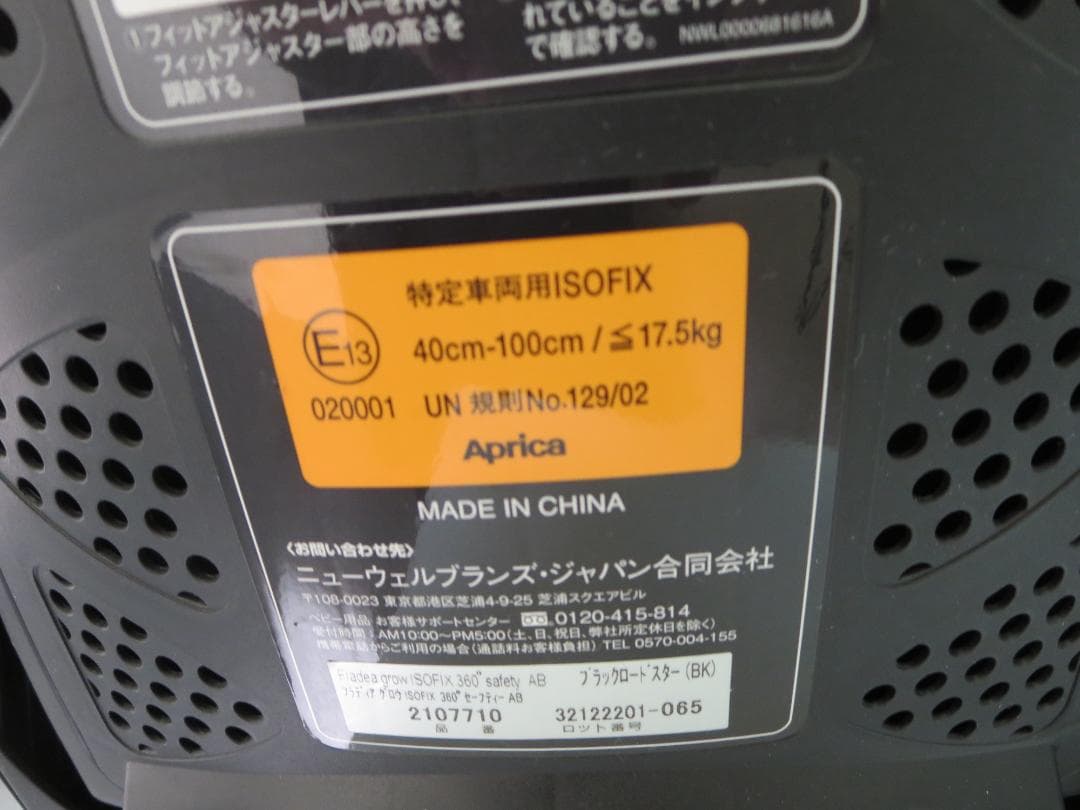 1フィットアジャスターレバーを押し、
フィットアジャスター部の高さを
調節する。
れていることを
で確認する。 NWL0000681616A
特定車両用ISOFIX
E13 40cm-100cm / ≦17.5kg
020001 UN 規則No.129/02
Aprica
MADE IN CHINA
〈お問い合わせ先〉
ニューウェルブランズ・ジャパン合同会社
〒108-0023 東京都港区芝浦4-9-25 芝浦スクエアビル
ベビー用品 お客様サポートセンター 0120-415-814
受付時間:AM10:00〜PM5:00(土、日、祝日、弊社所定休日を除く)
携帯電話からご利用の場合(通話料お客様負担) TEL 0570-004-155
Fladea grow ISOFIX 360° safety AB ブラックロードスター(BK)
フラディア グロウ ISOFIX 360° セーフティー AB
2107710 32122201-065
品番 ロット番号